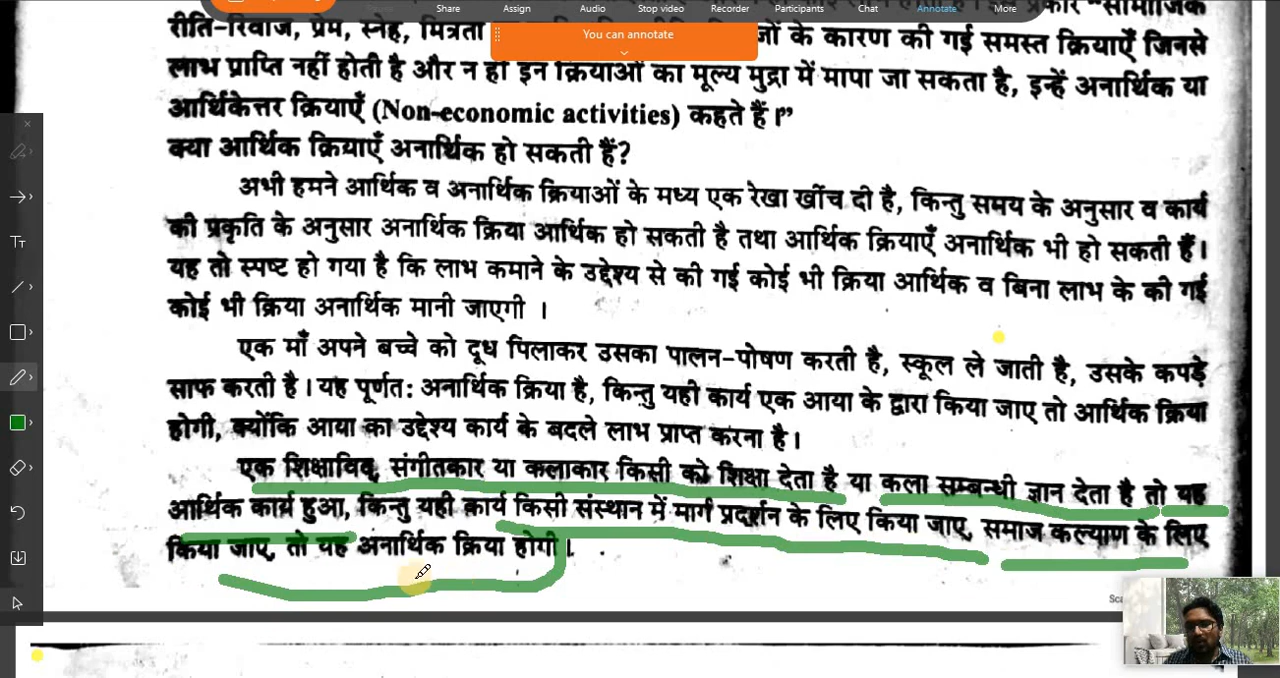 Share Assign Audio Stop video Recorder Participants Chat Annotate More
You can annotate
रीति-रिवाज, प्रेम, स्नेह, मित्रता के कारण की गई समस्त क्रियाएँ जिनसे
लाभ प्राप्ति नहीं होती है और न ही इन क्रियाओं का मूल्य मुद्रा में मापा जा सकता है, इन्हें अनार्थिक या
आर्थिकेत्तर क्रियाएँ (Non-economic activities) कहते हैं।”
क्या आर्थिक क्रियाएँ अनार्थिक हो सकती हैं?
अभी हमने आर्थिक व अनार्थिक क्रियाओं के मध्य एक रेखा खींच दी है, किन्तु समय के अनुसार व कार्य
की प्रकृति के अनुसार अनार्थिक क्रिया आर्थिक हो सकती है तथा आर्थिक क्रियाएँ अनार्थिक भी हो सकती हैं।
यह तो स्पष्ट हो गया है कि लाभ कमाने के उद्देश्य से की गई कोई भी क्रिया आर्थिक व बिना लाभ के की गई
कोई भी क्रिया अनार्थिक मानी जाएगी ।
एक माँ अपने बच्चे को दूध पिलाकर उसका पालन-पोषण करती है, स्कूल ले जाती है, उसके कपड़े
साफ करती है। यह पूर्णत: अनार्थिक क्रिया है, किन्तु यही कार्य एक आया के द्वारा किया जाए तो आर्थिक क्रिया
होगी, क्योंकि आया का उद्देश्य कार्य के बदले लाभ प्राप्त करना है।
एक शिक्षाविद्, संगीतकार या कलाकार किसी को शिक्षा देता है या कला सम्बन्धी ज्ञान देता है तो यह
आर्थिक कार्य हुआ, किन्तु यही कार्य किसी संस्थान में मार्ग प्रदर्शन के लिए किया जाए, समाज कल्याण के लिए
किया जाए, तो यह अनार्थिक क्रिया होगी।